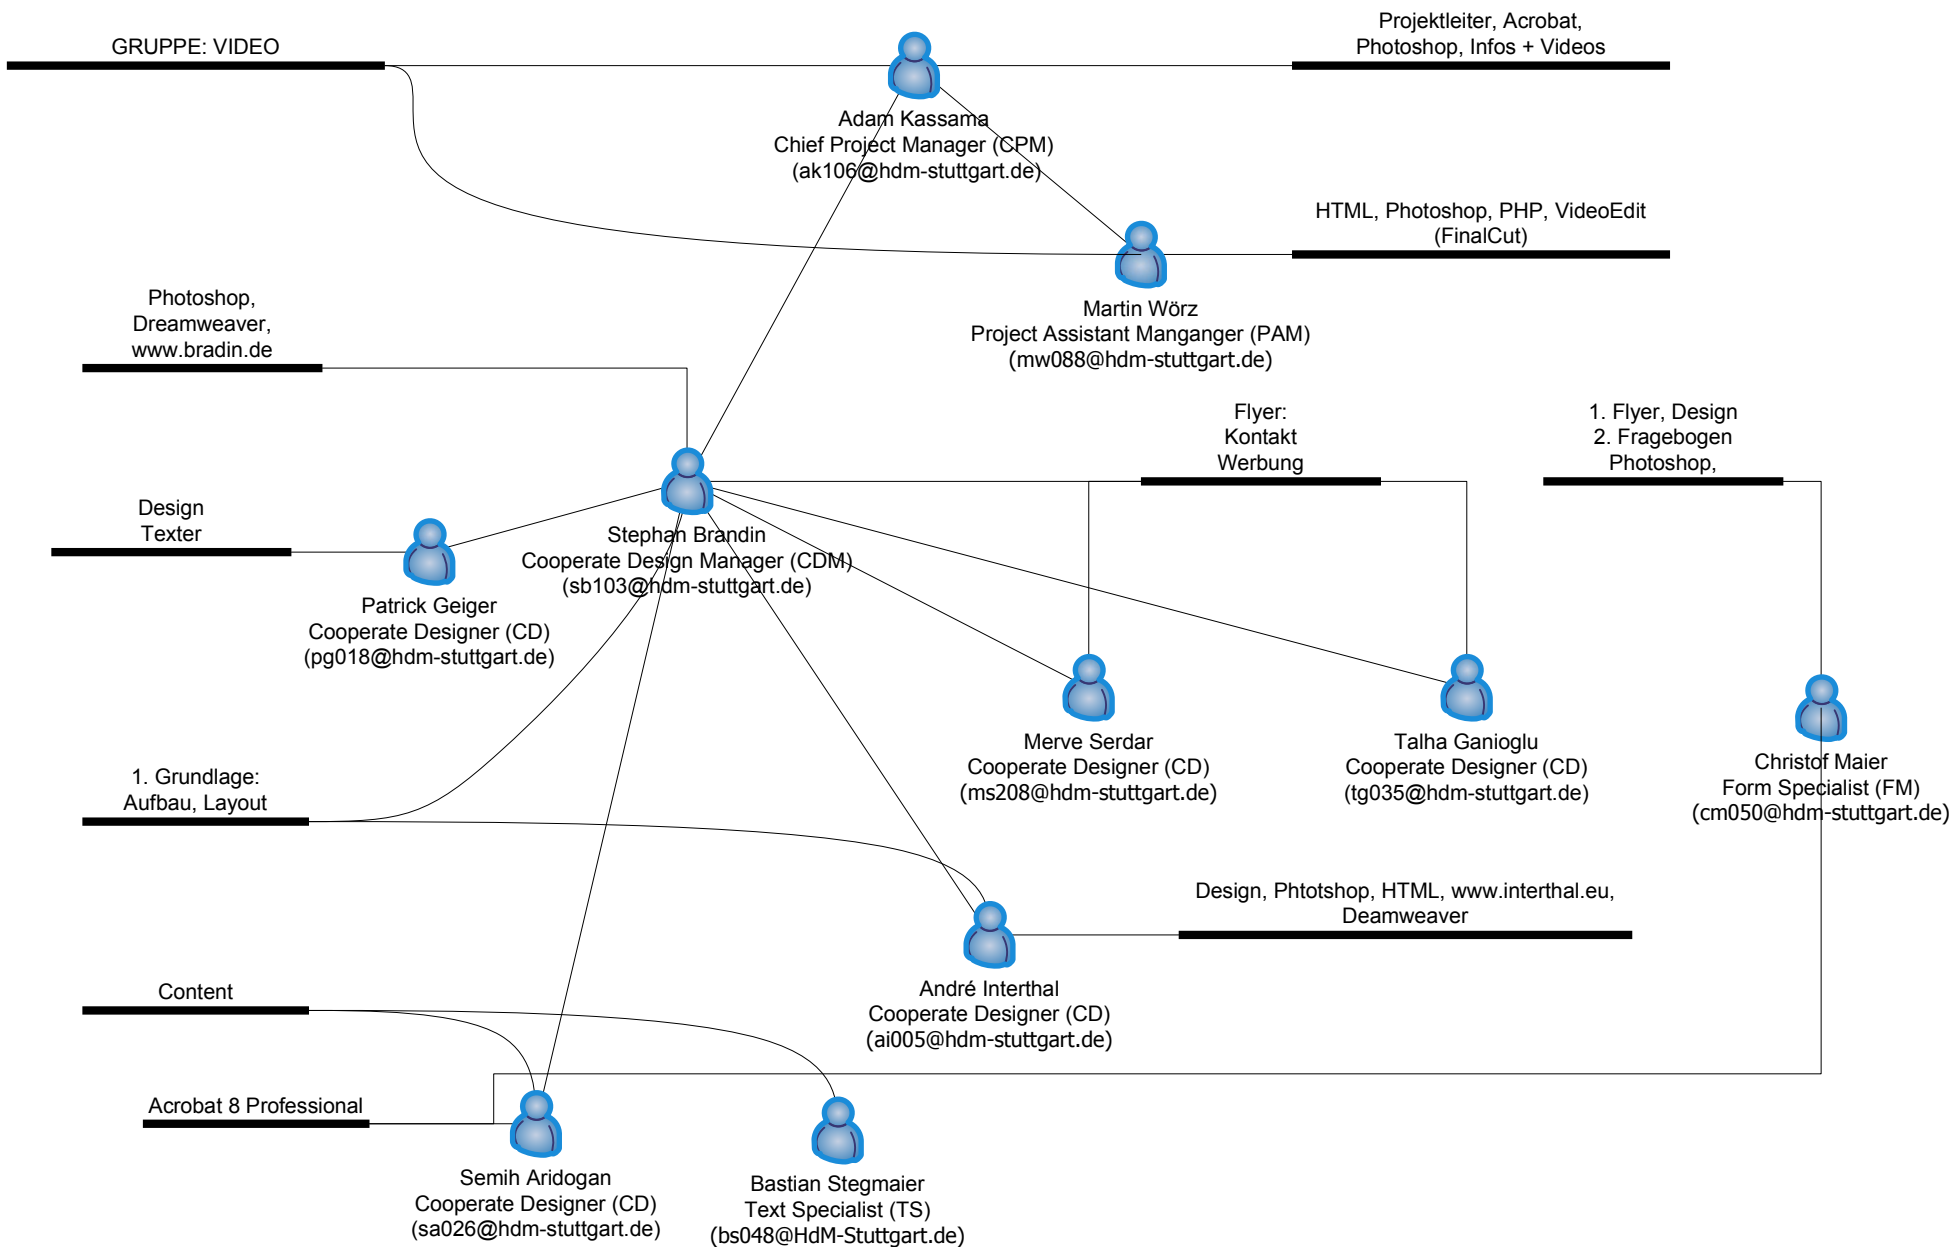 GRUPPE: VIDEO
Projektleiter, Acrobat,
Photoshop, Infos + Videos
Adam Kassama
Chief Project Manager (CPM)
(ak106@hdm-stuttgart.de)
HTML, Photoshop, PHP, VideoEdit
(FinalCut)
Martin Wörz
Project Assistant Manganger (PAM)
(mw088@hdm-stuttgart.de)
Photoshop,
Dreamweaver,
www.bradin.de
Flyer:
Kontakt
Werbung
1. Flyer, Design
2. Fragebogen
Photoshop,
Design
Texter
Stephan Brandin
Cooperate Design Manager (CDM)
(sb103@hdm-stuttgart.de)
Patrick Geiger
Cooperate Designer (CD)
(pg018@hdm-stuttgart.de)
Merve Serdar
Cooperate Designer (CD)
(ms208@hdm-stuttgart.de)
Talha Ganioglu
Cooperate Designer (CD)
(tg035@hdm-stuttgart.de)
Christof Maier
Form Specialist (FM)
(cm050@hdm-stuttgart.de)
1. Grundlage:
Aufbau, Layout
Design, Phtotshop, HTML, www.interthal.eu,
Deamweaver
André Interthal
Cooperate Designer (CD)
(ai005@hdm-stuttgart.de)
Content
Acrobat 8 Professional
Semih Aridogan
Cooperate Designer (CD)
(sa026@hdm-stuttgart.de)
Bastian Stegmaier
Text Specialist (TS)
(bs048@HdM-Stuttgart.de)